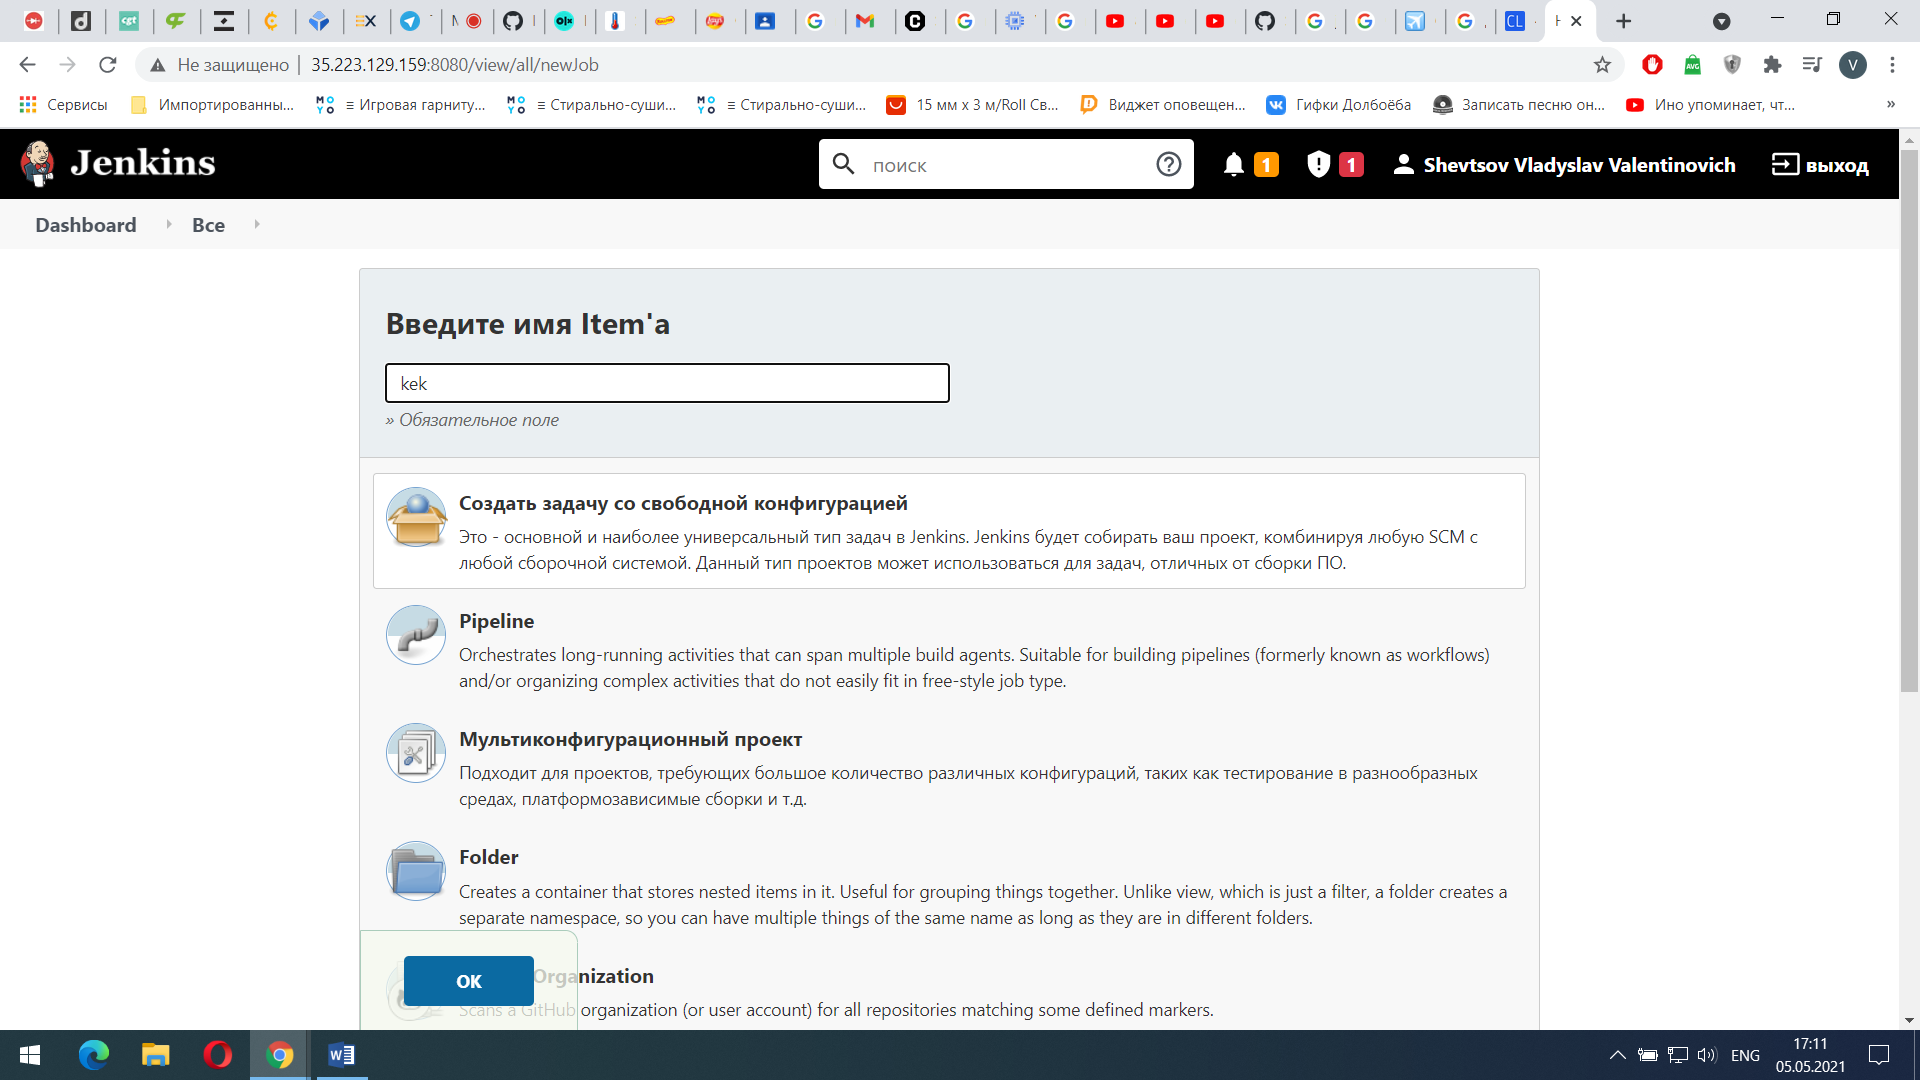 Не защищено | 35.223.129.159:8080/view/all/newJob
Сервисы
Импортированны...
≡ Игровая гарниту...
≡ Стирально-суши...
≡ Стирально-суши...
15 мм x 3 м/Roll Св...
Виджет оповещен...
Гифки Долбоёба
Записать песню он...
Ино упоминает, чт...
»
Jenkins
поиск
1
1
Shevtsov Vladyslav Valentinovich
выход
Dashboard
Все
Введите имя Item'а
kek
» Обязательное поле
Создать задачу со свободной конфигурацией
Это - основной и наиболее универсальный тип задач в Jenkins. Jenkins будет собирать ваш проект, комбинируя любую SCM с
любой сборочной системой. Данный тип проектов может использоваться для задач, отличных от сборки ПО.
Pipeline
Orchestrates long-running activities that can span multiple build agents. Suitable for building pipelines (formerly known as workflows)
and/or organizing complex activities that do not easily fit in free-style job type.
Мультиконфигурационный проект
Подходит для проектов, требующих большое количество различных конфигураций, таких как тестирование в разнообразных
средах, платформозависимые сборки и т.д.
Folder
Creates a container that stores nested items in it. Useful for grouping things together. Unlike view, which is just a filter, a folder creates a
separate namespace, so you can have multiple things of the same name as long as they are in different folders.
OK
Organization
Scans a GitHub organization (or user account) for all repositories matching some defined markers.
ENG
17:11
05.05.2021